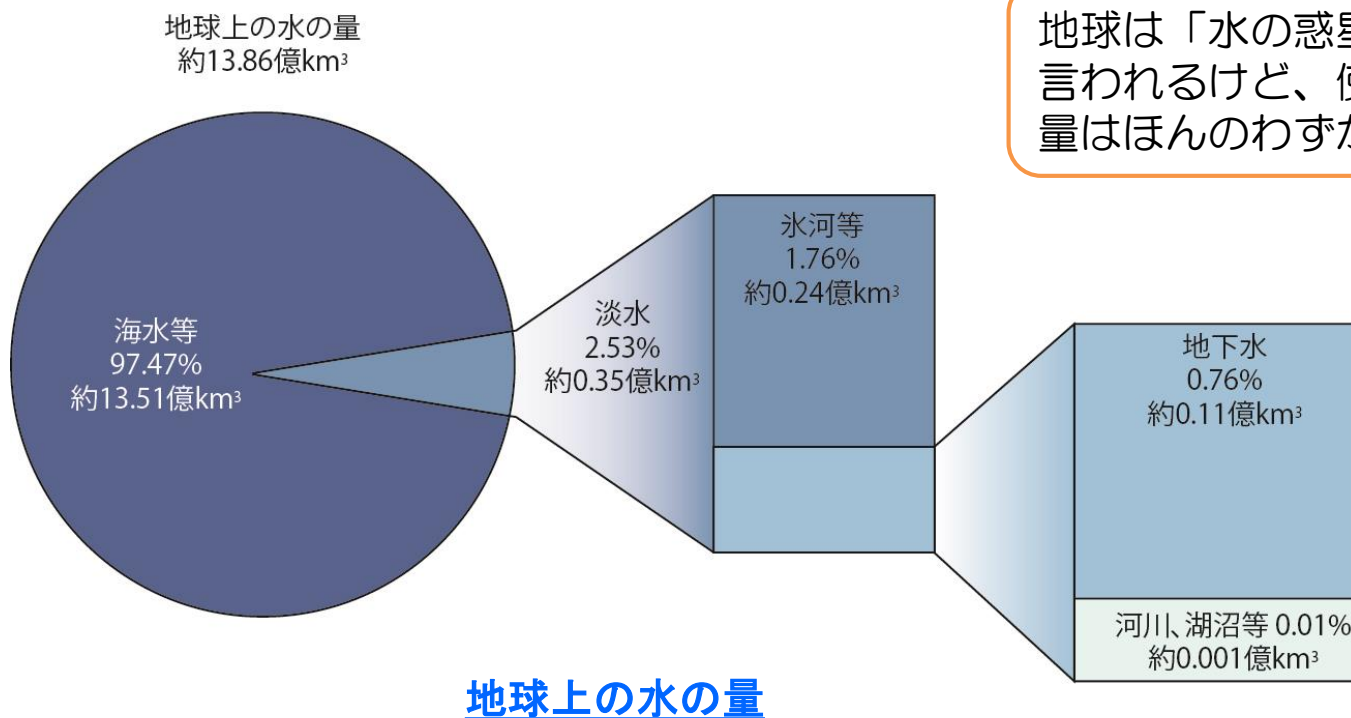 地球上の水の量
約13.86億km³
地球は「水の惑
言われるけど、
量はほんのわず
海水等
97.47%
約13.51億km³
淡水
2.53%
約0.35億km³
氷河等
1.76%
約0.24億km³
地下水
0.76%
約0.11億km³
河川、湖沼等 0.01%
約0.001億km³
地球上の水の量